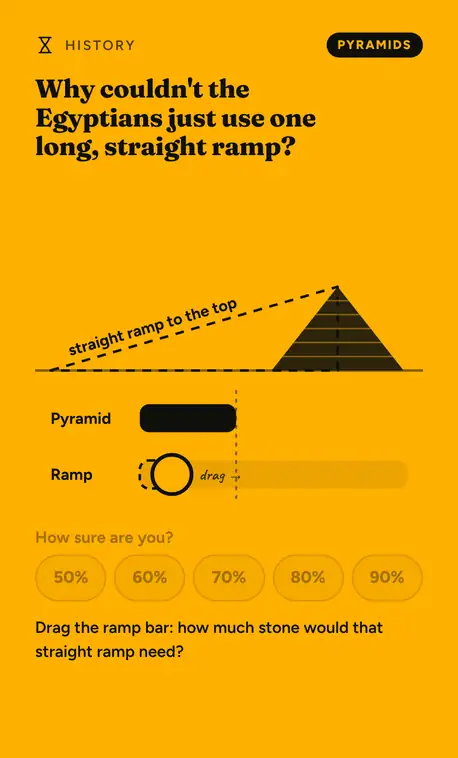 HISTORY
PYRAMIDS
Why couldn't the
Egyptians just use one
long, straight ramp?
straight ramp to the top
Pyramid
Ramp
drag →
How sure are you?
50%
60%
70%
80%
90%
Drag the ramp bar: how much stone would that
straight ramp need?